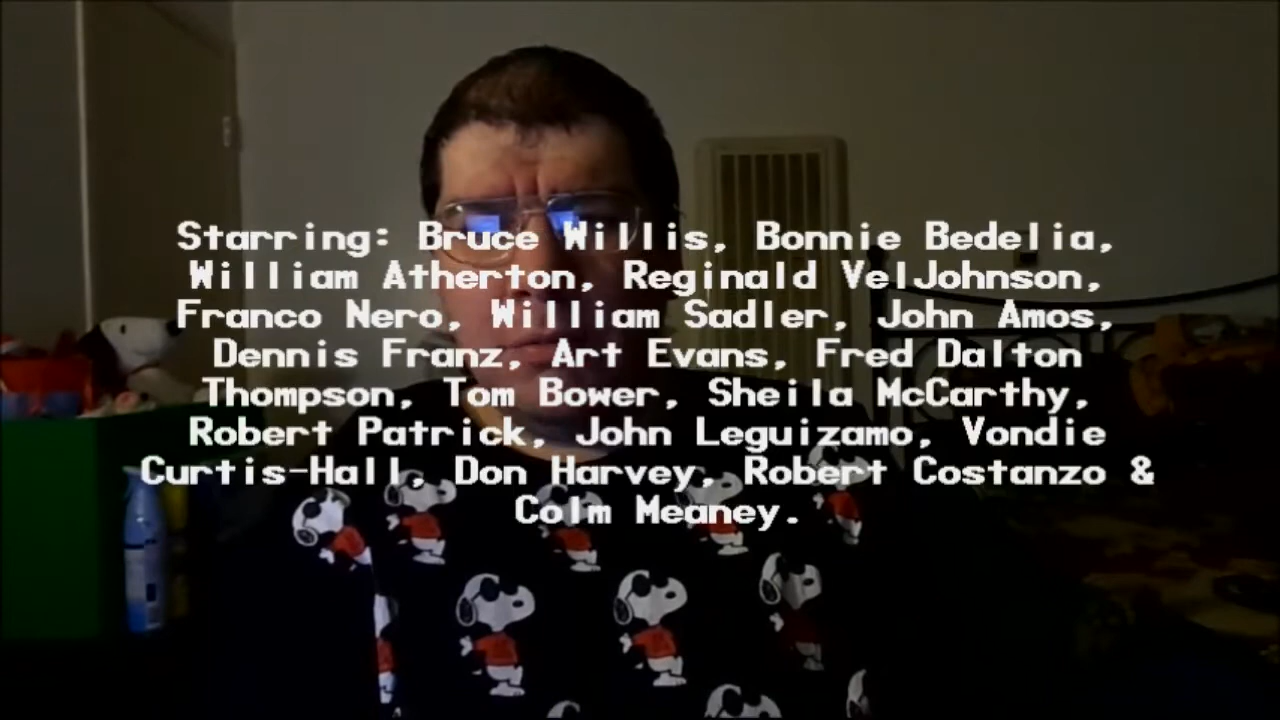 Starring: Bruce Willis, Bonnie Bedelia,
William Atherton, Reginald VelJohnson,
Franco Nero, William Sadler, John Amos,
Dennis Franz, Art Evans, Fred Dalton
Thompson, Tom Bower, Sheila McCarthy,
Robert Patrick, John Leguizamo, Vondie
Curtis-Hall, Don Harvey, Robert Costanzo &
Colm Meaney.